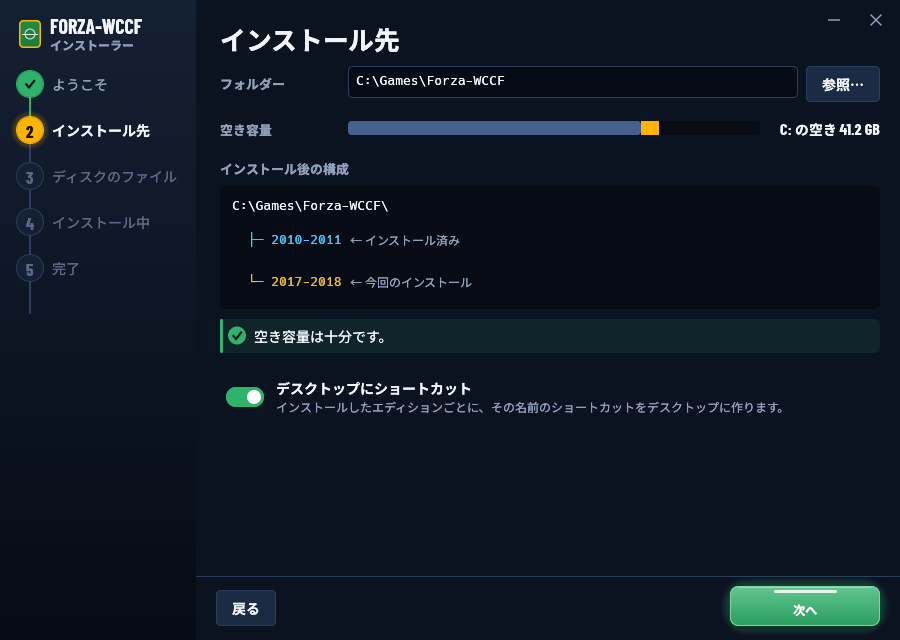 FORZA-WCCF
インストーラー
ようこそ
2 インストール先
3 ディスクのファイル
4 インストール中
5 完了
インストール先
フォルダー C:\Games\Forza-WCCF 参照…
空き容量 C: の空き 41.2 GB
インストール後の構成
C:\Games\Forza-WCCF\
├─ 2010-2011 ←インストール済み
└─ 2017-2018 ←今回のインストール
空き容量は十分です。
デスクトップにショートカット
インストールしたエディションごとに、その名前のショートカットをデスクトップに作ります。
戻る 次へ